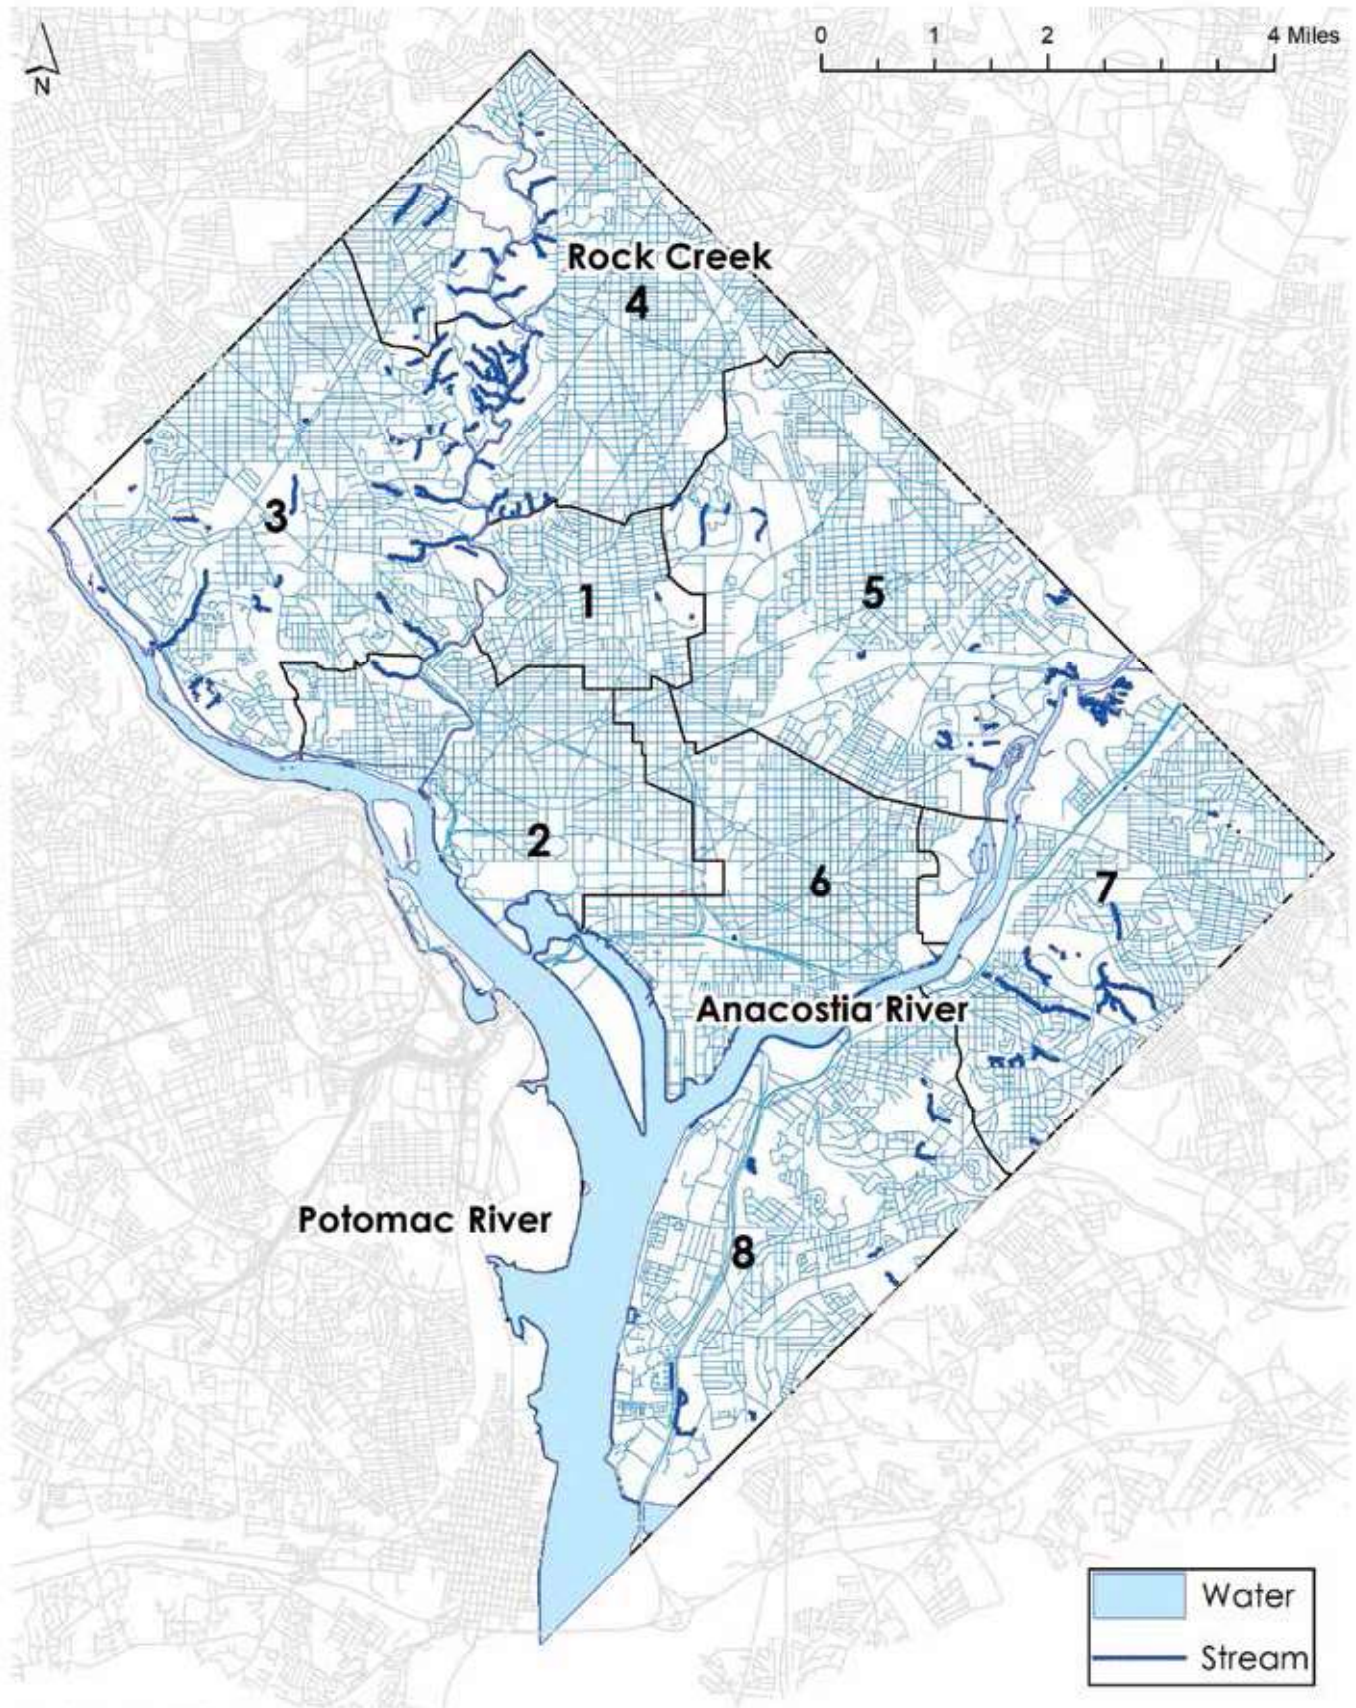 0 1 2 4 Miles
N
Rock Creek
4
3
1
5
2
6
7
Anacostia River
Potomac River
8
Water
Stream